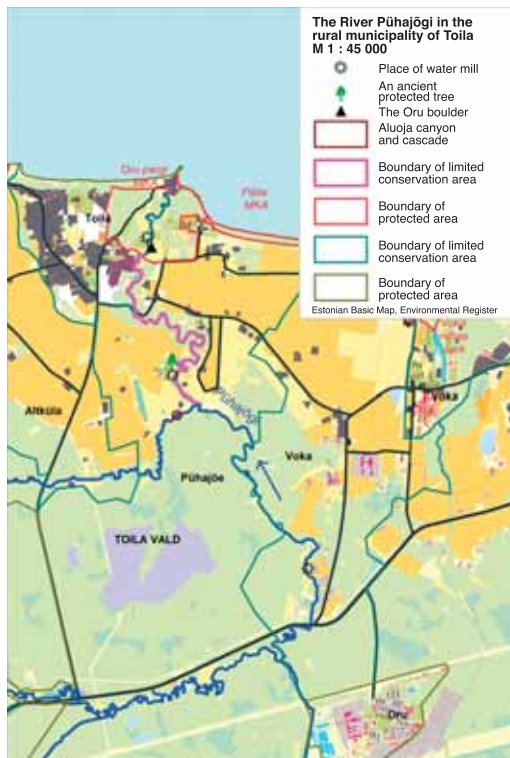 The River Pühajõgi in the
rural municipality of Toila
M 1 : 45 000
Place of water mill
An ancient
protected tree
The Oru boulder
Aluoja canyon
and cascade
Boundary of limited
conservation area
Boundary of
protected area
Boundary of limited
conservation area
Boundary of
protected area
Estonian Basic Map, Environmental Register
Oru pargi
MKA
Toila
MKA
Pühajõgi
Voka
Altküla
Voka
Pühajõe
TOILA VALD
Oru